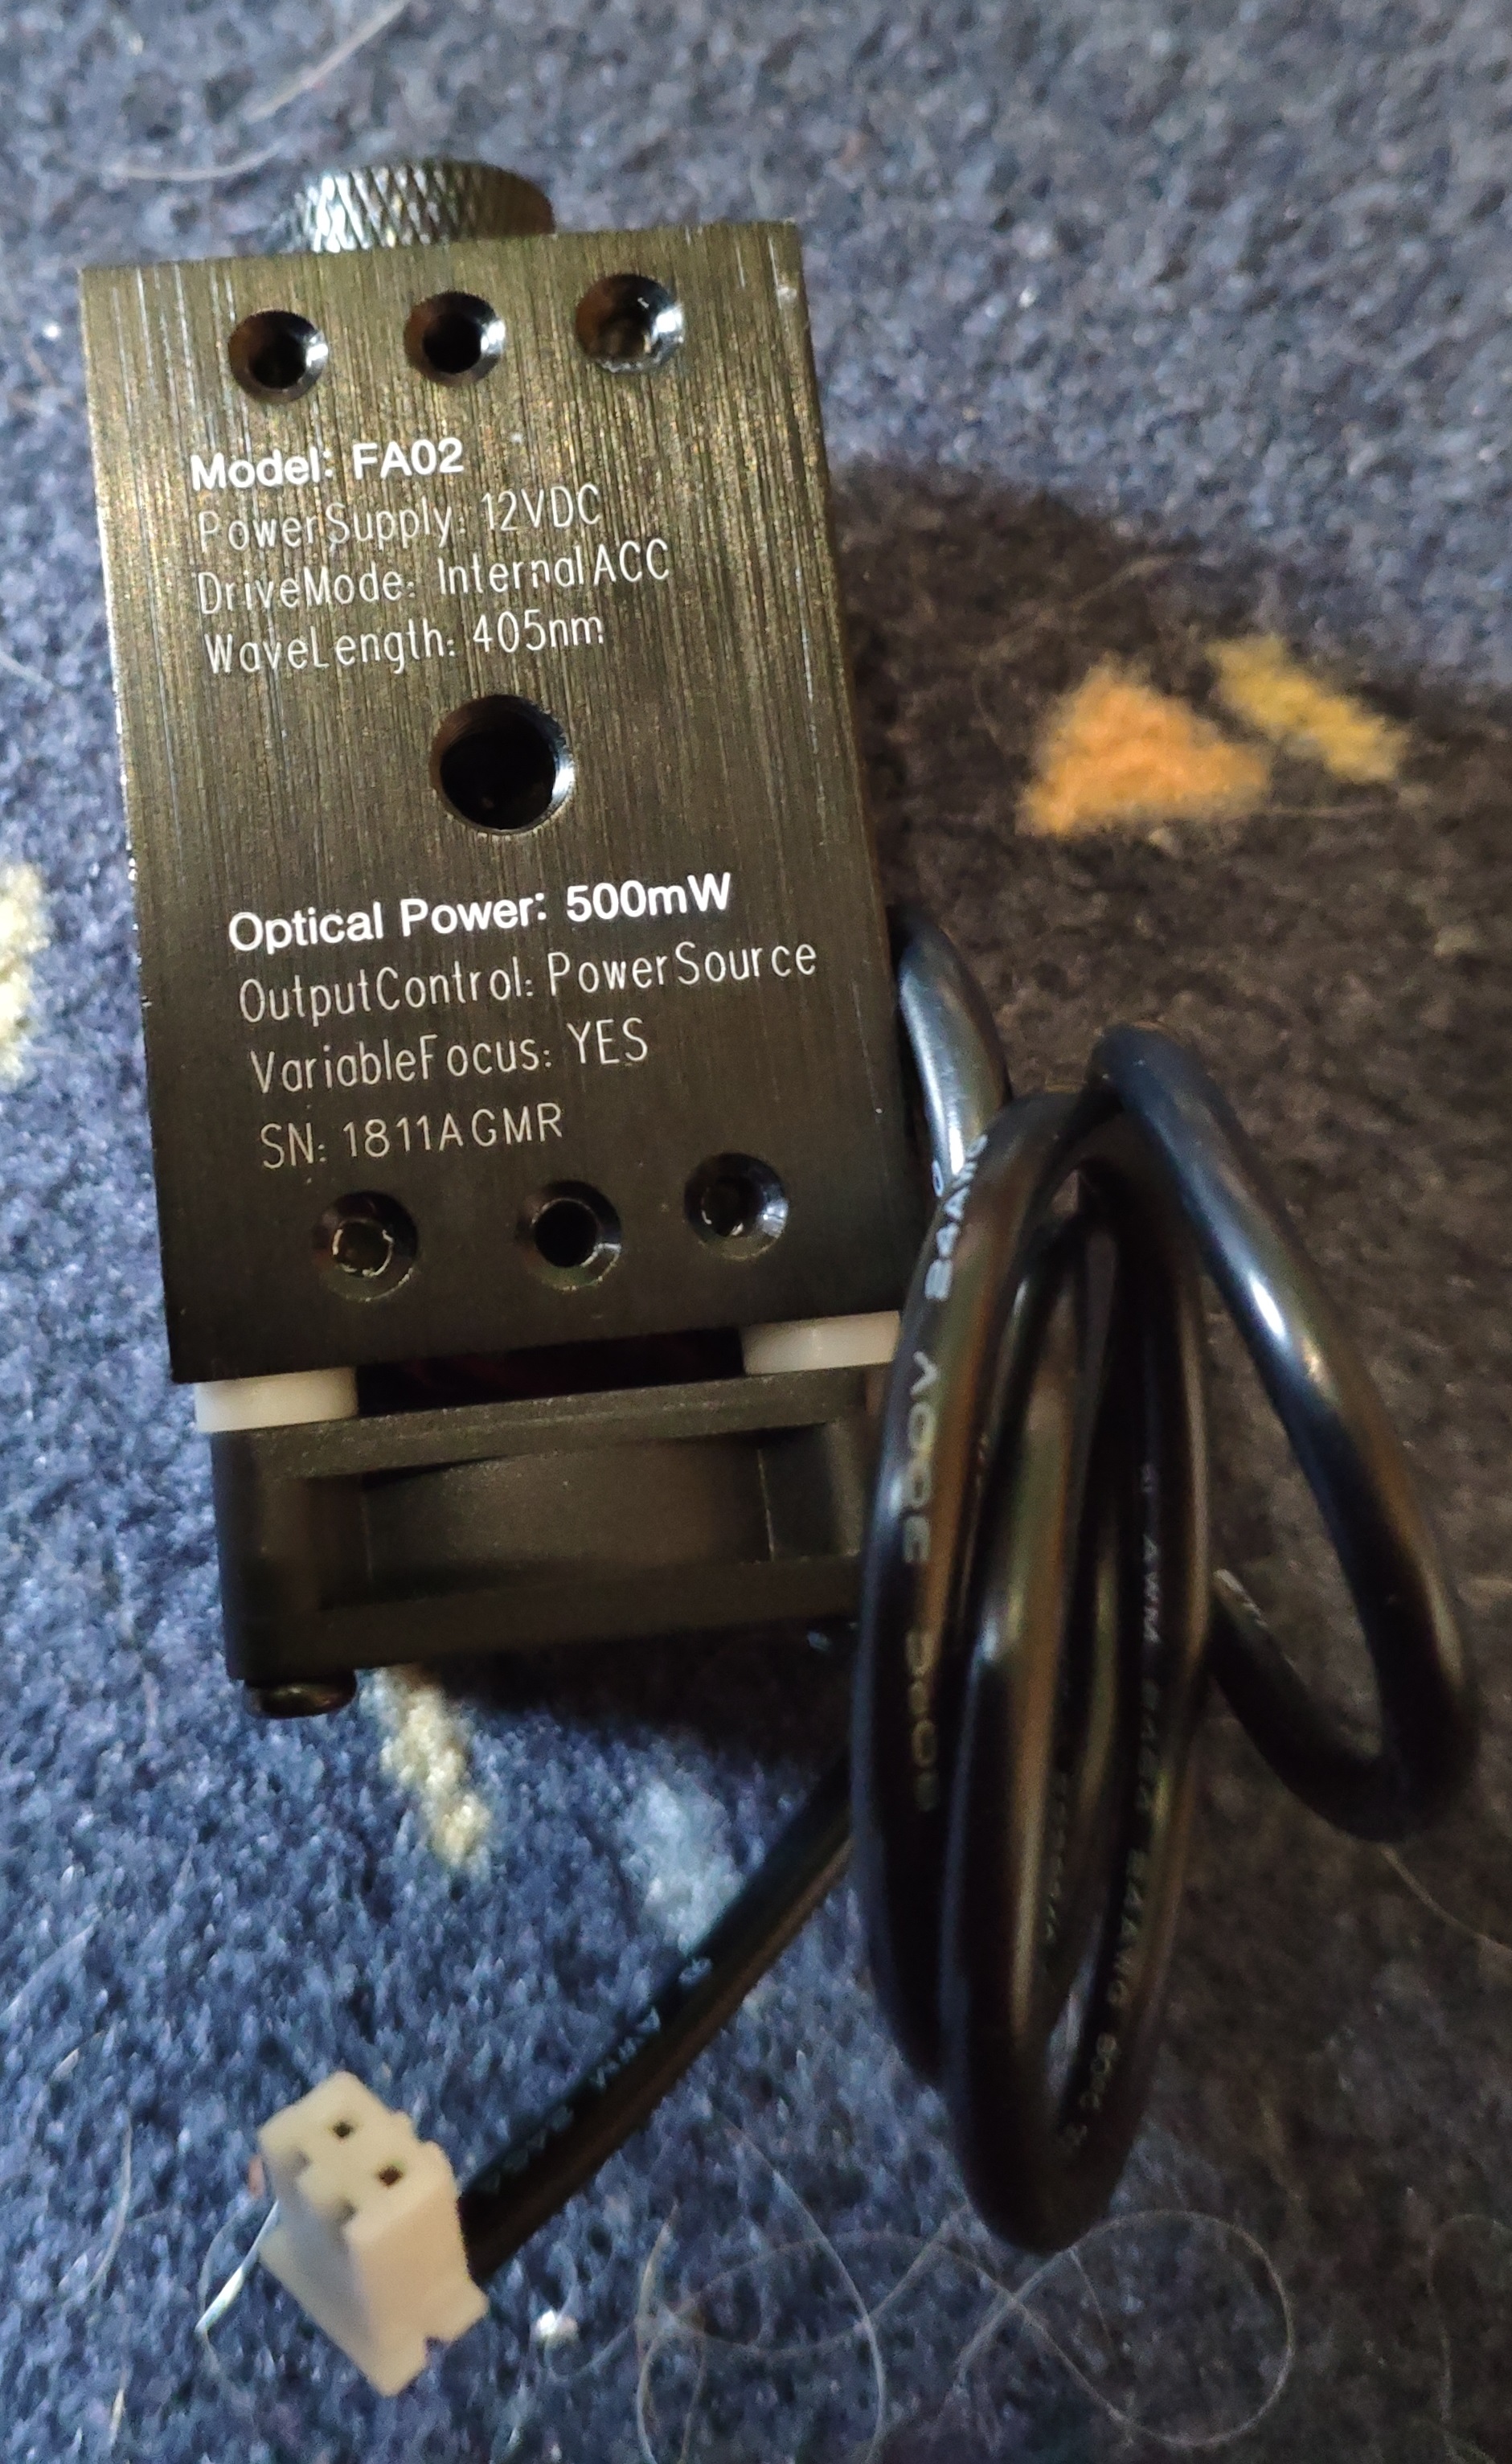 Model: FA02
PowerSupply: 12VDC
DriveMode: InternalACC
WaveLength: 405nm
Optical Power: 500mW
OutputControl: PowerSource
VariableFocus: YES
SN: 1811AGMR